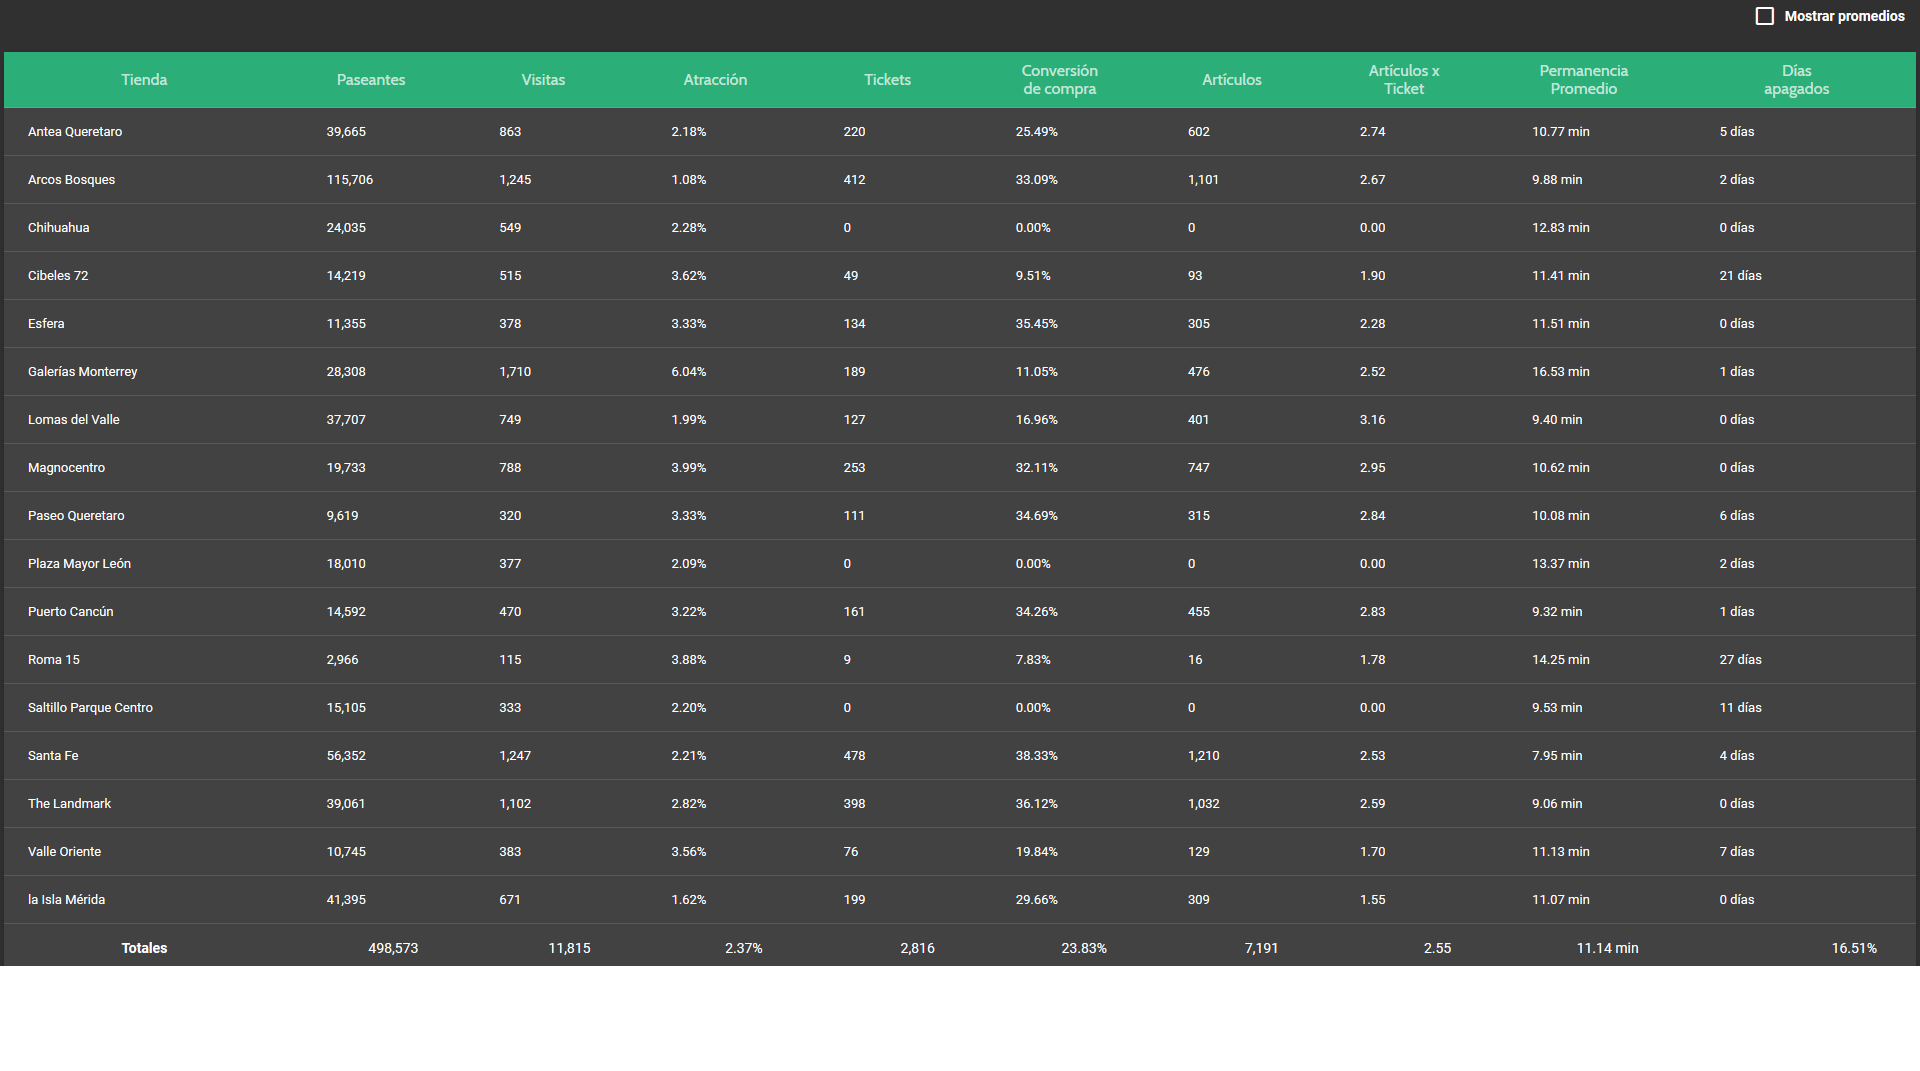 Mostrar promedios
Tienda Paseantes Visitas Atracción Tickets Conversión de compra Artículos Artículos x Ticket Permanencia Promedio Días apagados
Antea Queretaro 39,665 863 2.18% 220 25.49% 602 2.74 10.77 min 5 días
Arcos Bosques 115,706 1,245 1.08% 412 33.09% 1,101 2.67 9.88 min 2 días
Chihuahua 24,035 549 2.28% 0 0.00% 0 0.00 12.83 min 0 días
Cibeles 72 14,219 515 3.62% 49 9.51% 93 1.90 11.41 min 21 días
Esfera 11,355 378 3.33% 134 35.45% 305 2.28 11.51 min 0 días
Galerías Monterrey 28,308 1,710 6.04% 189 11.05% 476 2.52 16.53 min 1 días
Lomas del Valle 37,707 749 1.99% 127 16.96% 401 3.16 9.40 min 0 días
Magnocentro 19,733 788 3.99% 253 32.11% 747 2.95 10.62 min 0 días
Paseo Queretaro 9,619 320 3.33% 111 34.69% 315 2.84 10.08 min 6 días
Plaza Mayor León 18,010 377 2.09% 0 0.00% 0 0.00 13.37 min 2 días
Puerto Cancún 14,592 470 3.22% 161 34.26% 455 2.83 9.32 min 1 días
Roma 15 2,966 115 3.88% 9 7.83% 16 1.78 14.25 min 27 días
Saltillo Parque Centro 15,105 333 2.20% 0 0.00% 0 0.00 9.53 min 11 días
Santa Fe 56,352 1,247 2.21% 478 38.33% 1,210 2.53 7.95 min 4 días
The Landmark 39,061 1,102 2.82% 398 36.12% 1,032 2.59 9.06 min 0 días
Valle Oriente 10,745 383 3.56% 76 19.84% 129 1.70 11.13 min 7 días
la Isla Mérida 41,395 671 1.62% 199 29.66% 309 1.55 11.07 min 0 días
Totales 498,573 11,815 2.37% 2,816 23.83% 7,191 2.55 11.14 min 16.51%